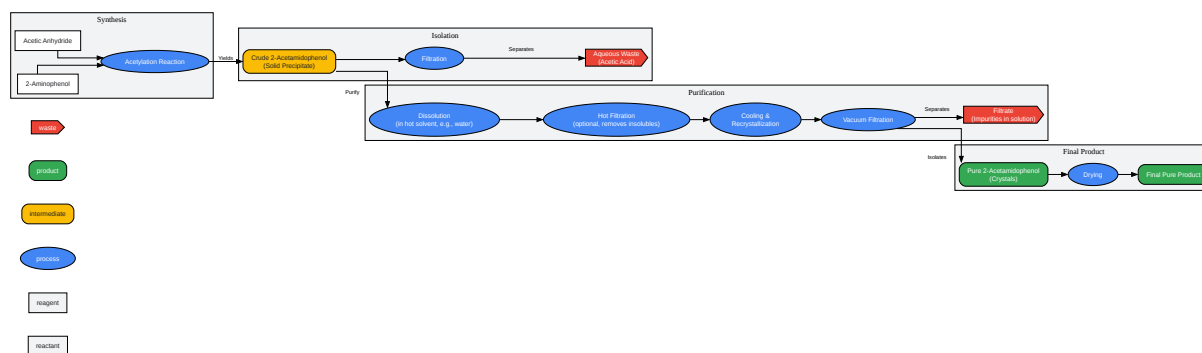 Synthesis
Acetic Anhydride
2-Aminophenol
Acetylation Reaction
Yields
Isolation
Crude 2-Acetamidophenol
(Solid Precipitate)
Filtration
Separates
Aqueous Waste
(Acetic Acid)
Purify
Purification
Dissolution
(in hot solvent, e.g., water)
Hot Filtration
(optional, removes insolubles)
Cooling &
Recrystallization
Vacuum Filtration
Separates
Filtrate
(Impurities in solution)
Isolates
Final Product
Pure 2-Acetamidophenol
(Crystals)
Drying
Final Pure Product
waste
product
intermediate
process
reagent
reactant